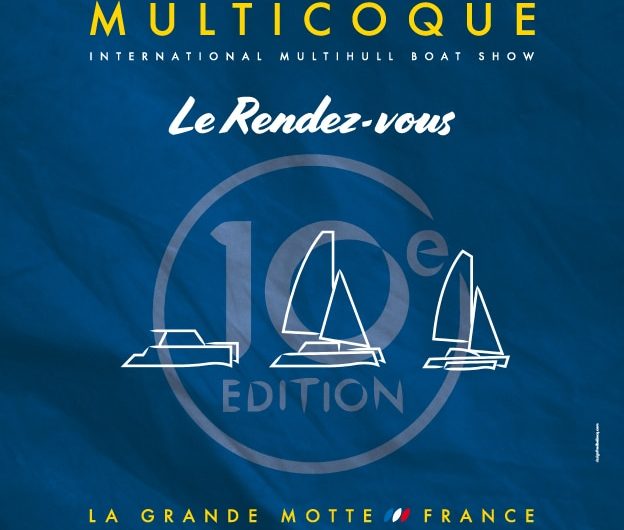 MULTICOQUE
INTERNATIONAL MULTIHULL BOAT SHOW
Le Rendez-vous
10e
EDITION
LA GRANDE MOTTE FRANCE